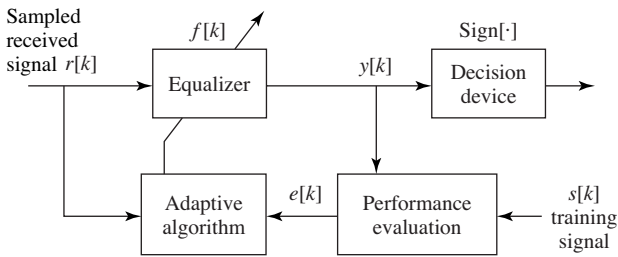 Sampled
received
signal r[k]
f[k]
Equalizer
y[k]
Sign[·]
Decision
device
Adaptive
algorithm
e[k]
Performance
evaluation
s[k]
training
signal